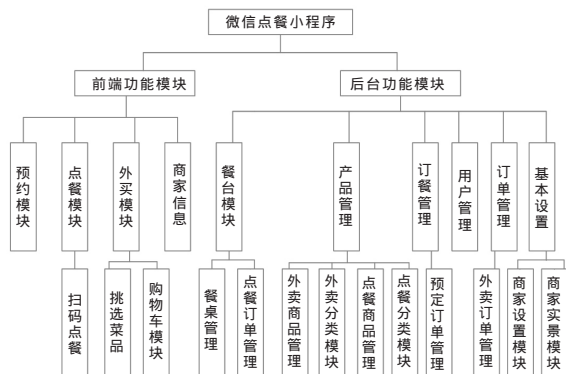 微信点餐小程序
前端功能模块
后台功能模块
预约模块
点餐模块
外买模块
商家信息
餐台模块
产品管理
订餐管理
用户管理
订单管理
基本设置
扫码点餐
挑选菜品
购物车模块
餐桌管理
点餐订单管理
外卖商品管理
外卖分类模块
点餐商品管理
点餐分类模块
预定订单管理
外卖订单管理
商家设置模块
商家实景模块